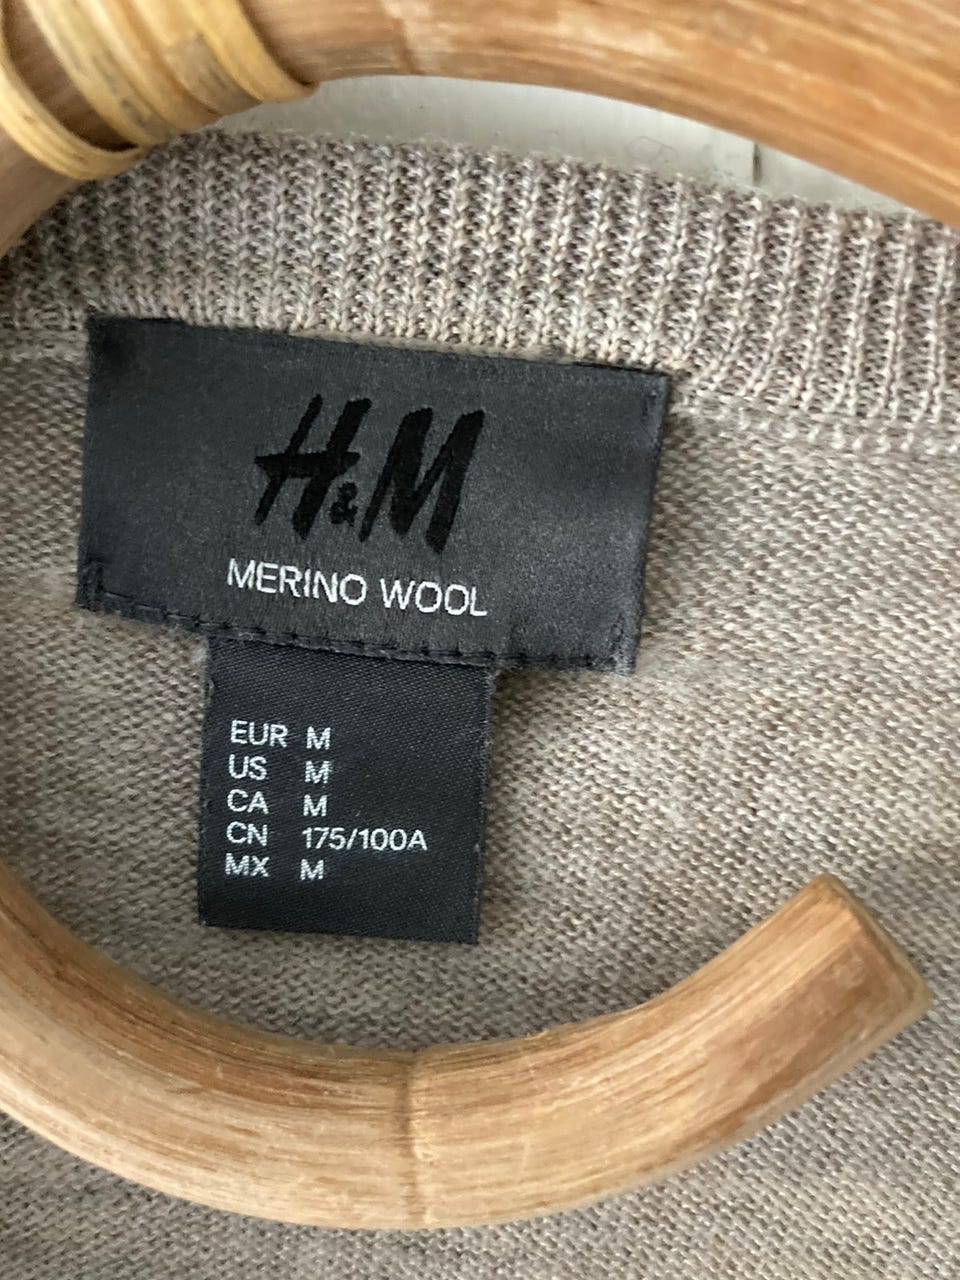 H&M
MERINO WOOL
EUR M
US M
CA M
CN 175/100A
MX M